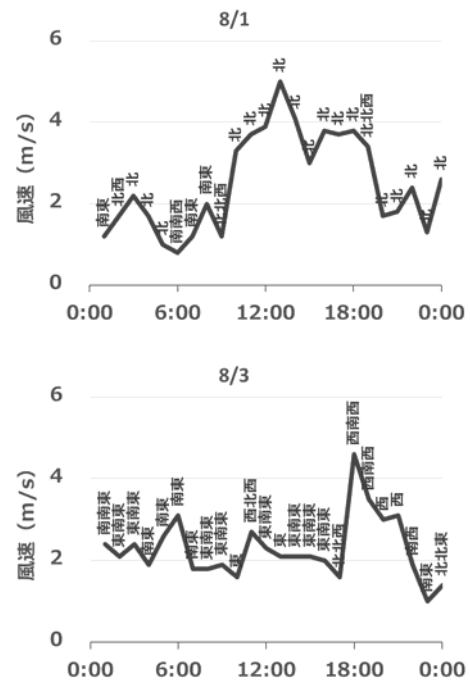 8/1
風速（m/s）
6
4
2
0
南東
北西
北
北
北
南南西
南東
南東
北北西
北
北
北
北
北
北
北
北
北
北北西
北
北
北
北
北
0:00 6:00 12:00 18:00 0:00
8/3
風速（m/s）
6
4
2
0
南南東
東南東
東南東
南東
南東
南東
南東
東南東
東南東
東
西北西
東南東
東
東南東
東南東
東南東
北北西
西南西
西南西
西
西
南西
南東
北北東
0:00 6:00 12:00 18:00 0:00